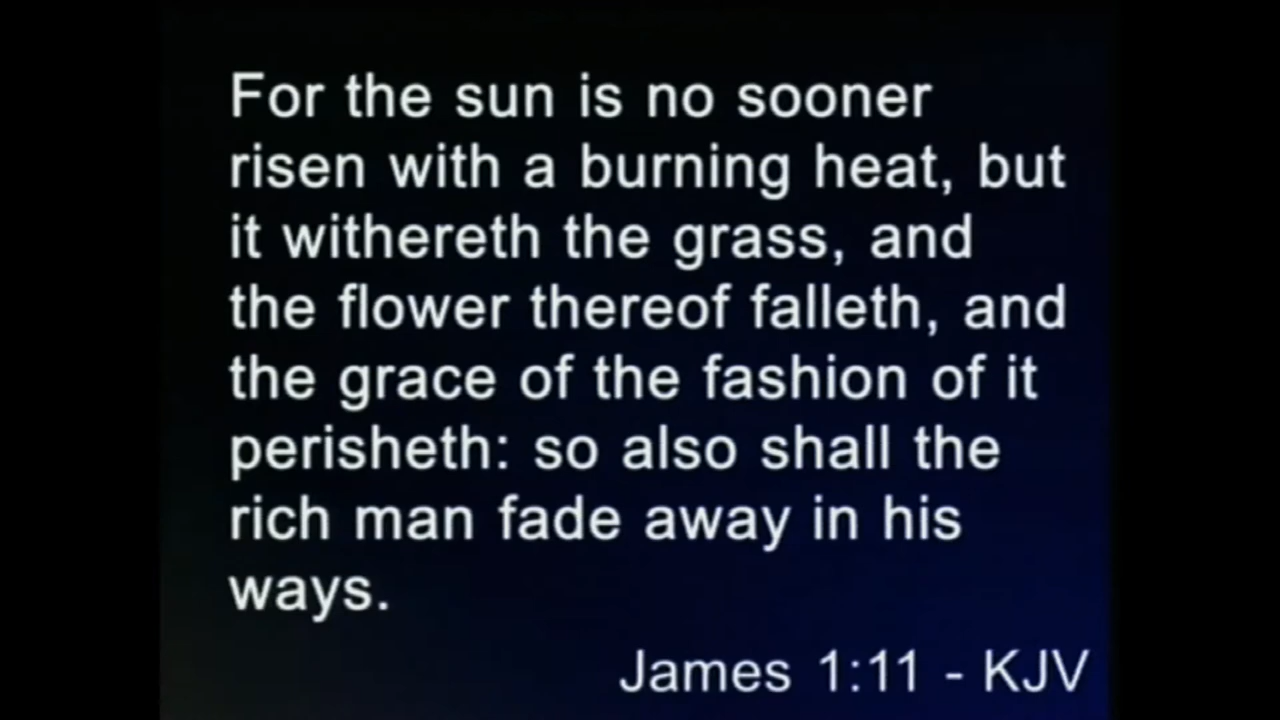 For the sun is no sooner
risen with a burning heat, but
it withereth the grass, and
the flower thereof falleth, and
the grace of the fashion of it
perisheth: so also shall the
rich man fade away in his
ways.
James 1:11 - KJV